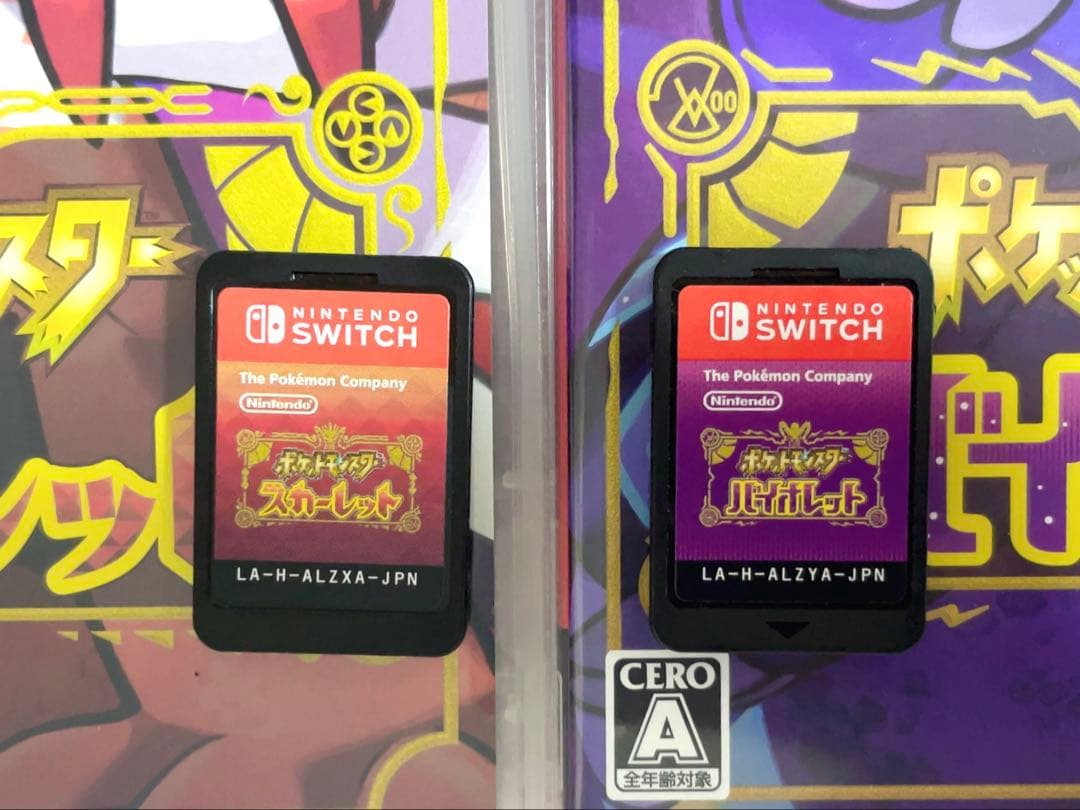 スター
TM
ッ
NINTENDO
SWITCH
The Pokémon Company
Nintendo
ポケットモンスター
スカーレット
LA-H-ALZXA-JPN
ポケッ
イ
NINTENDO
SWITCH
The Pokémon Company
Nintendo
ポケットモンスター
バイオレット
LA-H-ALZYA-JPN
CERO
A
全年齢対象